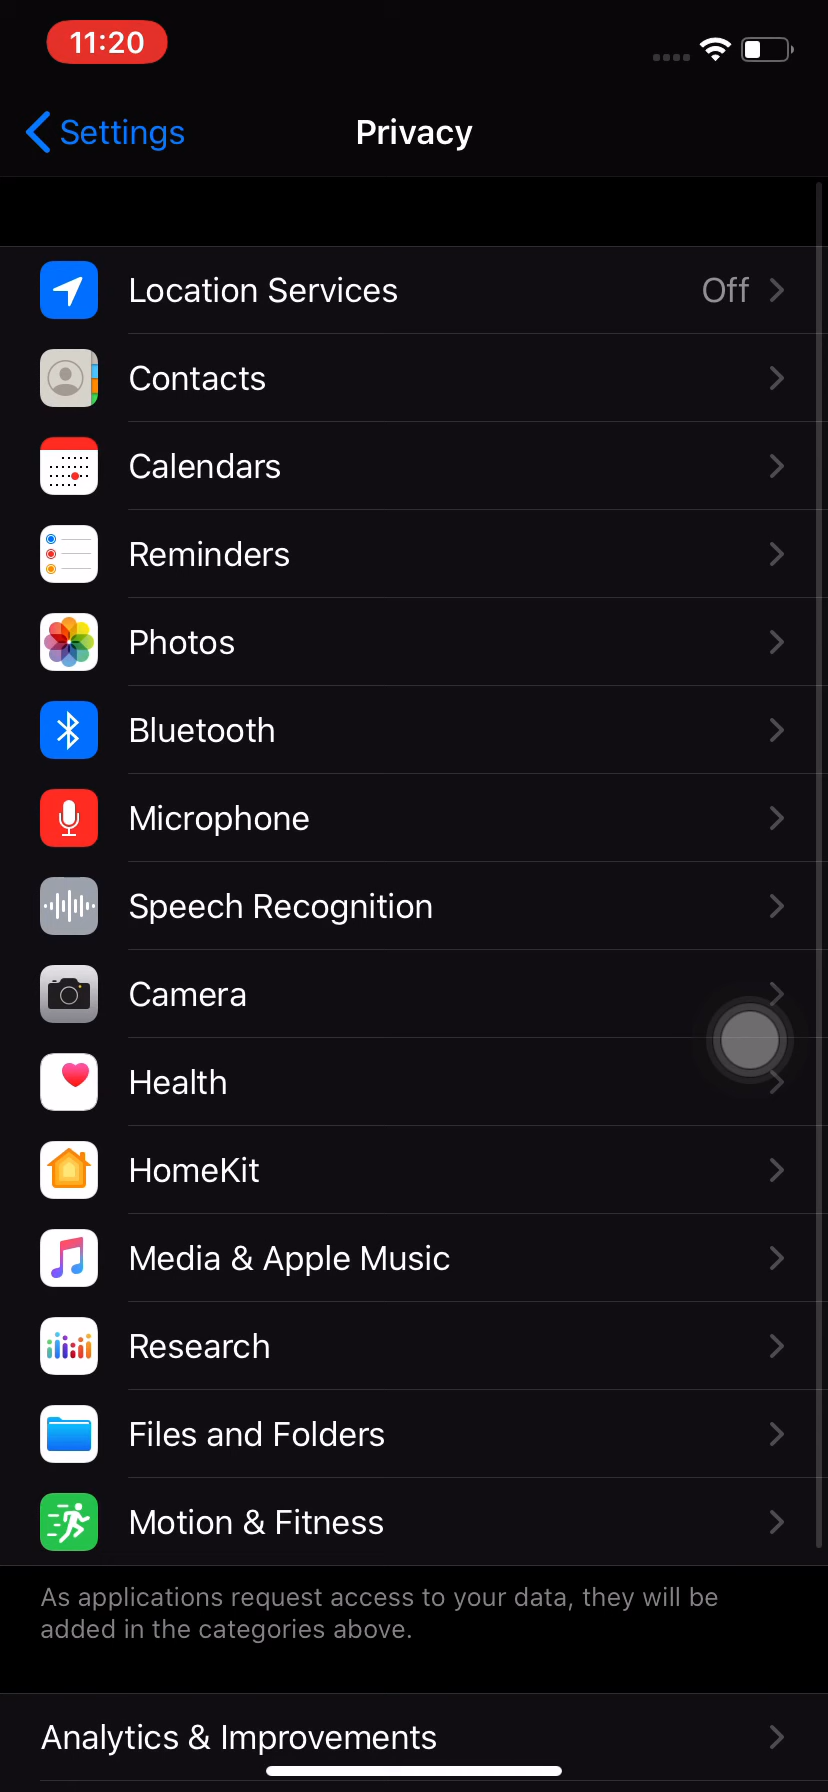 11:20
Settings
Privacy
Location Services Off
Contacts
Calendars
Reminders
Photos
Bluetooth
Microphone
Speech Recognition
Camera
Health
HomeKit
Media & Apple Music
Research
Files and Folders
Motion & Fitness
As applications request access to your data, they will be
added in the categories above.
Analytics & Improvements